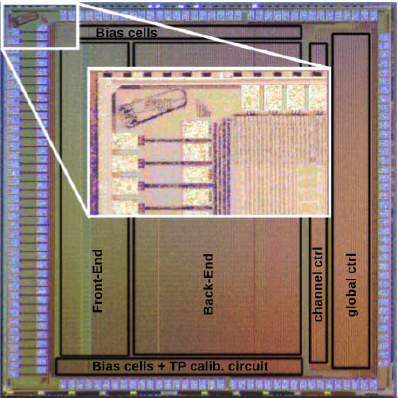 Bias cells
Front-End
Back-End
channel ctrl
global ctrl
Bias cells + TP calib. circuit